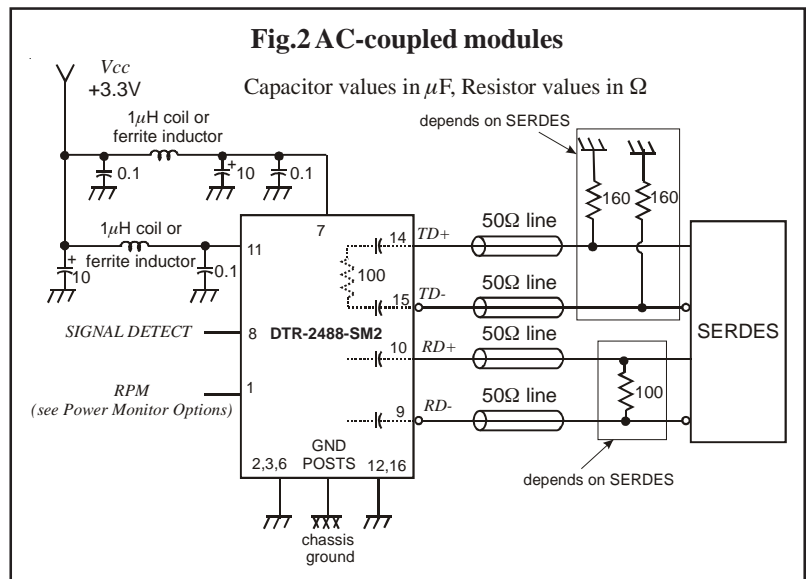 Fig.2 AC-coupled modules
Vcc
+3.3V
Capacitor values in µF, Resistor values in Ω
1µH coil or
ferrite inductor
depends on SERDES
0.1
+
10
0.1
160
160
1µH coil or
ferrite inductor
+
10
0.1
7
11
14
TD+
50Ω line
100
15
TD-
50Ω line
SERDES
SIGNAL DETECT
8
DTR-2488-SM2
10
RD+
50Ω line
RPM
(see Power Monitor Options)
1
100
9
RD-
50Ω line
GND
POSTS
2,3,6
12,16
depends on SERDES
chassis
ground